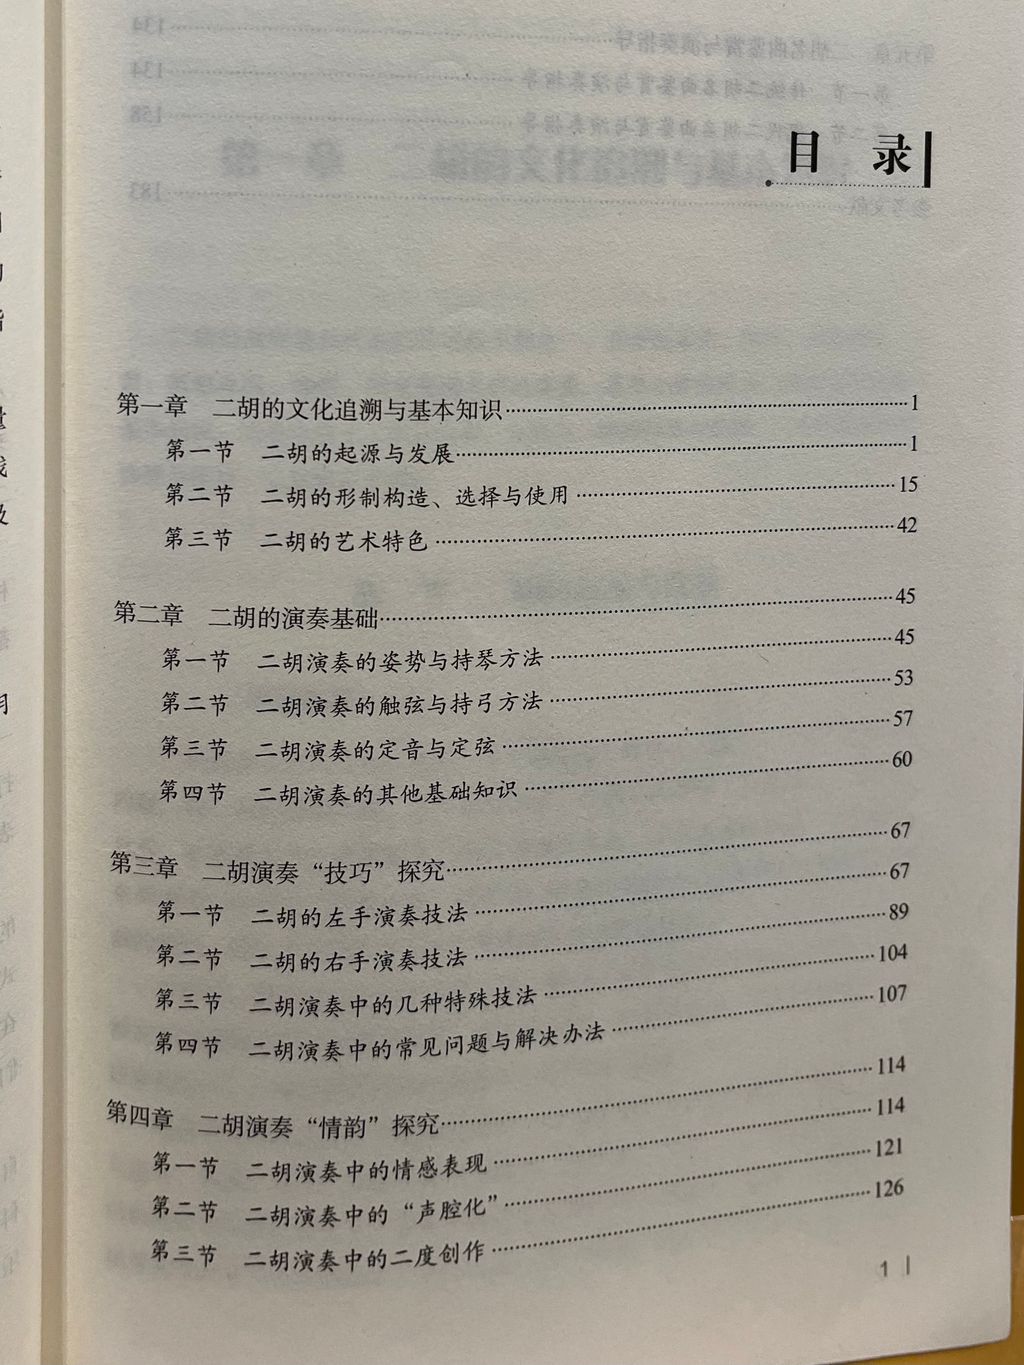 目 录
第一章 二胡的文化追溯与基本知识……1
第一节 二胡的起源与发展……1
第二节 二胡的形制构造、选择与使用……15
第三节 二胡的艺术特色……42
第二章 二胡的演奏基础……45
第一节 二胡演奏的姿势与持琴方法……45
第二节 二胡演奏的触弦与持弓方法……53
第三节 二胡演奏的定音与定弦……57
第四节 二胡演奏的其他基础知识……60
第三章 二胡演奏“技巧”探究……67
第一节 二胡的左手演奏技法……67
第二节 二胡的右手演奏技法……89
第三节 二胡演奏中的几种特殊技法……104
第四节 二胡演奏中的常见问题与解决办法……107
第四章 二胡演奏“情韵”探究……114
第一节 二胡演奏中的情感表现……114
第二节 二胡演奏中的“声腔化”……121
第三节 二胡演奏中的二度创作……126
1